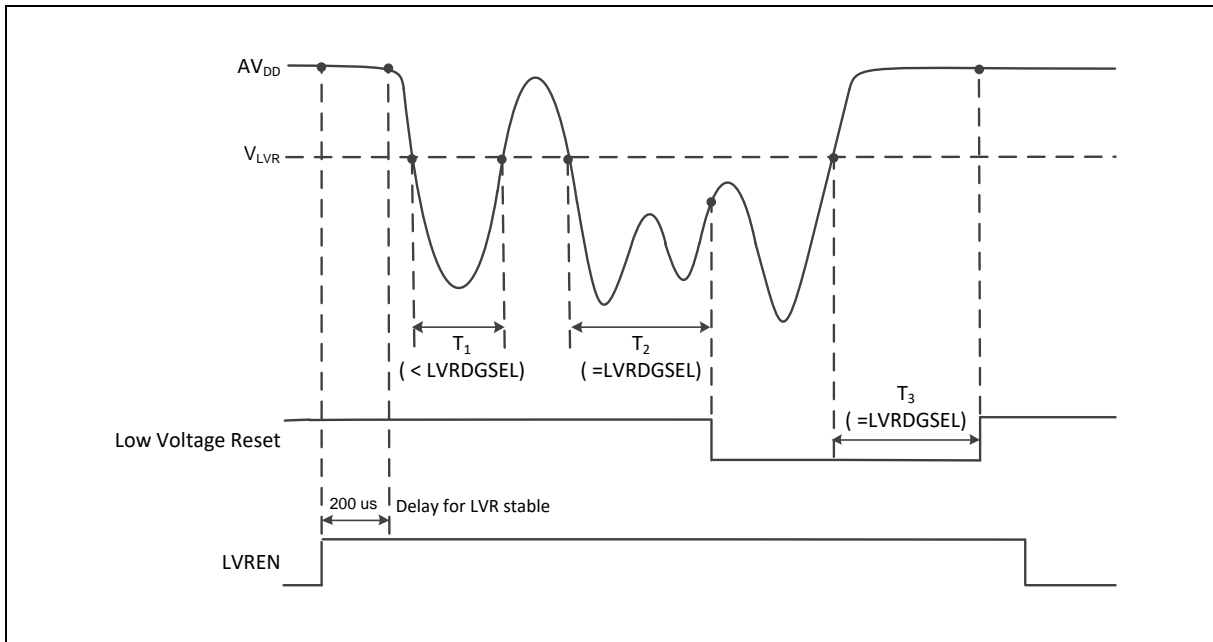 AVDD
VLVR
T1
( < LVRDGSEL)
T2
( =LVRDGSEL)
T3
( =LVRDGSEL)
Low Voltage Reset
200 us
Delay for LVR stable
LVREN